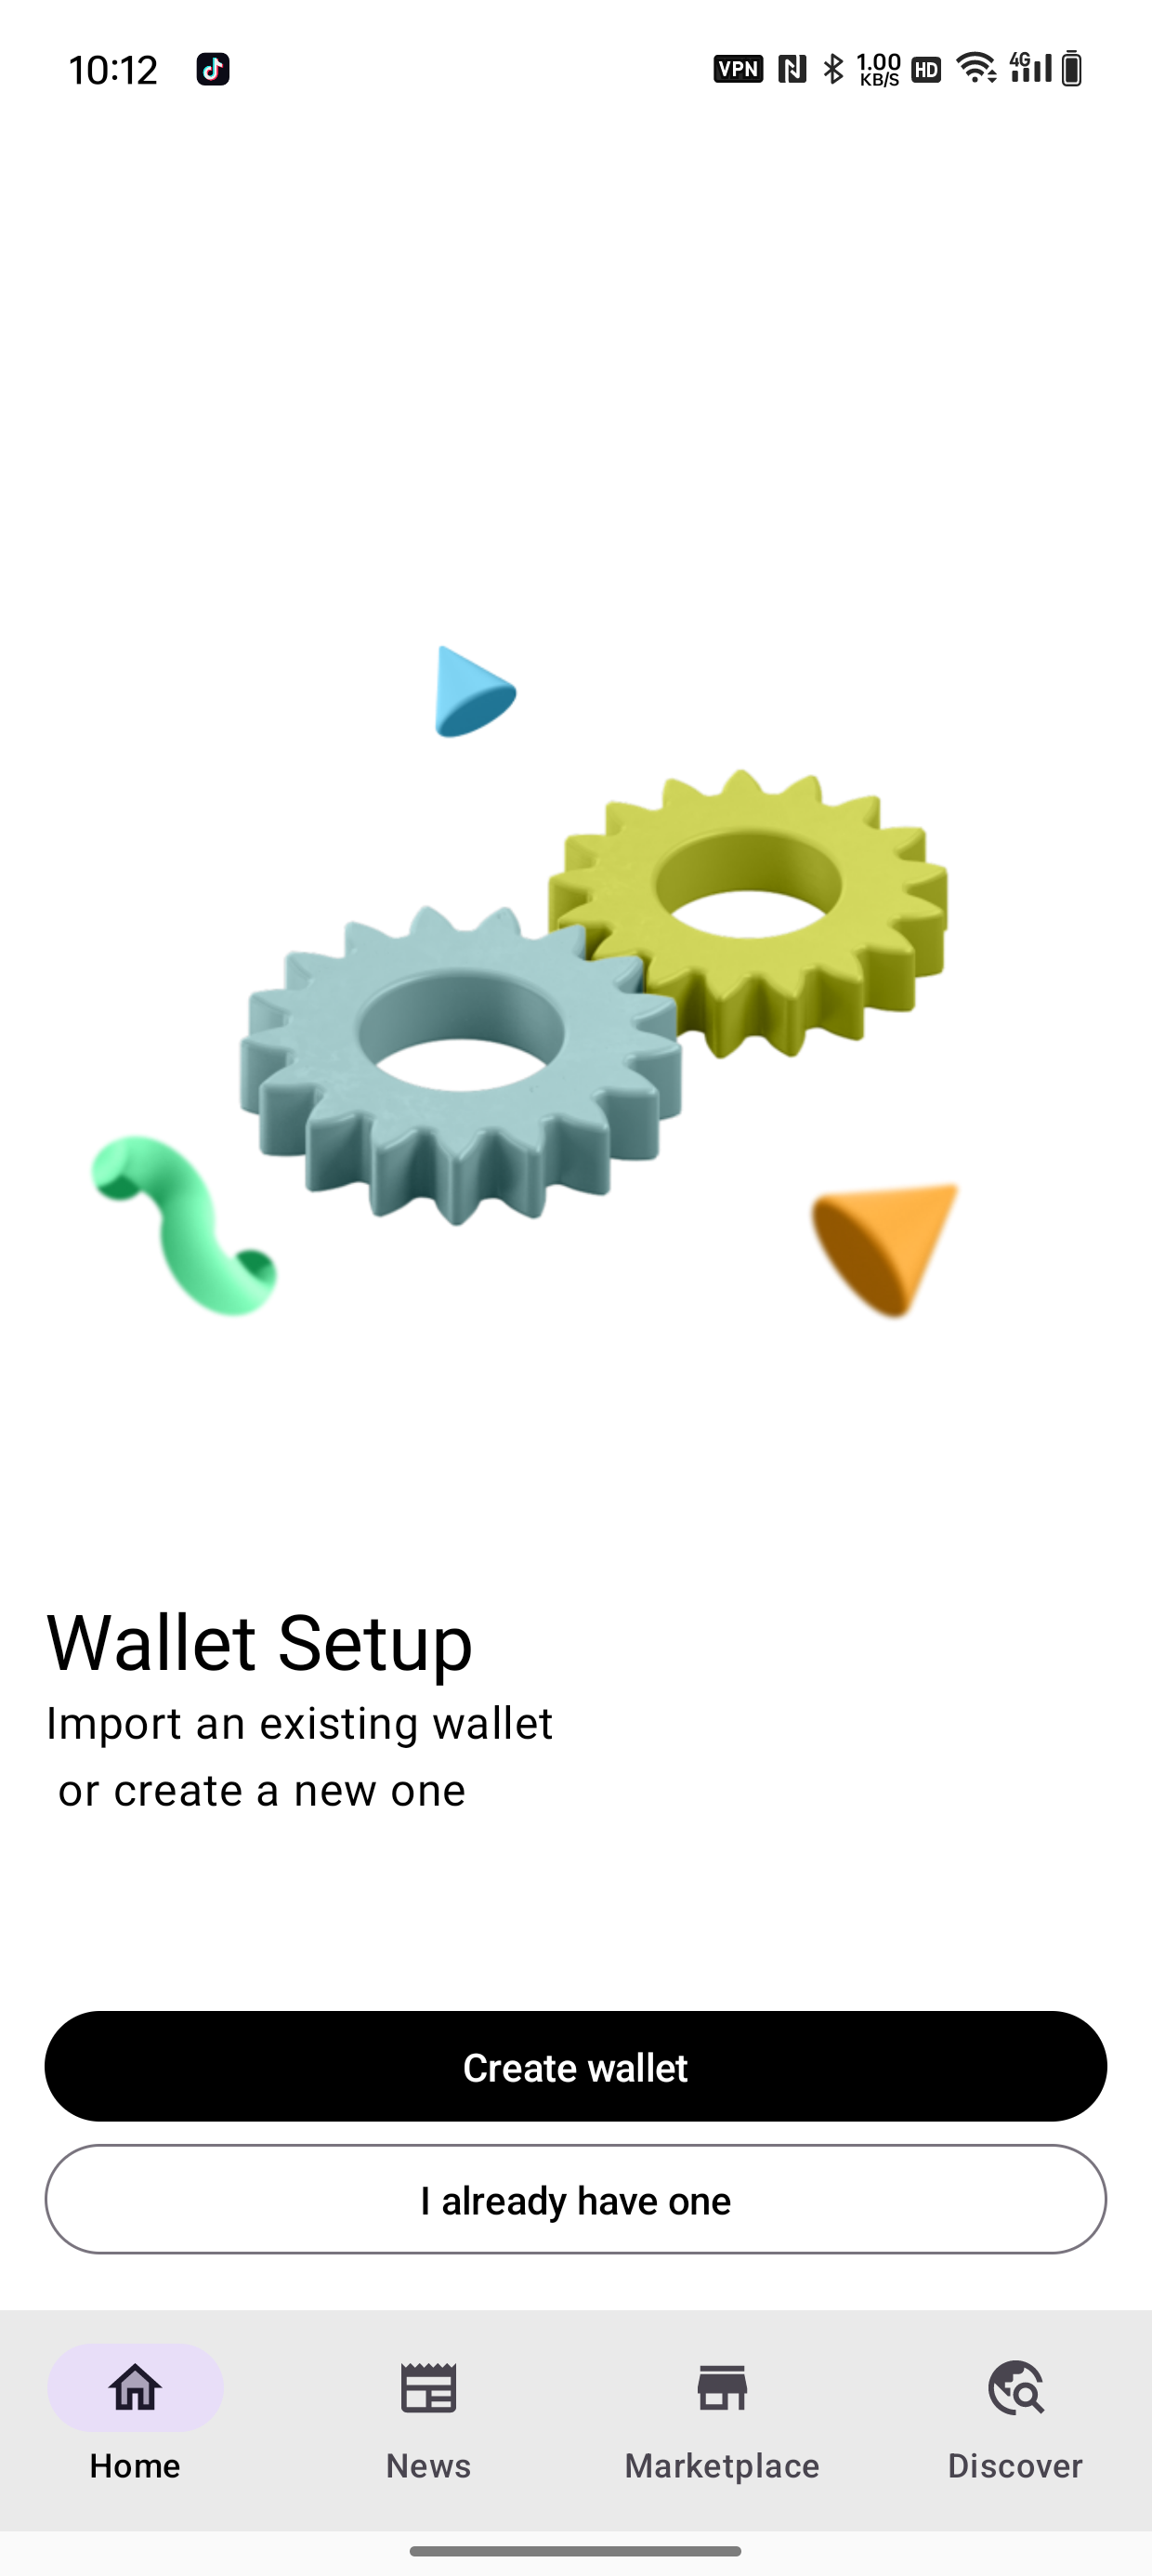 10:12
VPN
1.00
KB/S
HD
4G
Wallet Setup
Import an existing wallet
or create a new one
Create wallet
I already have one
Home
News
Marketplace
Discover